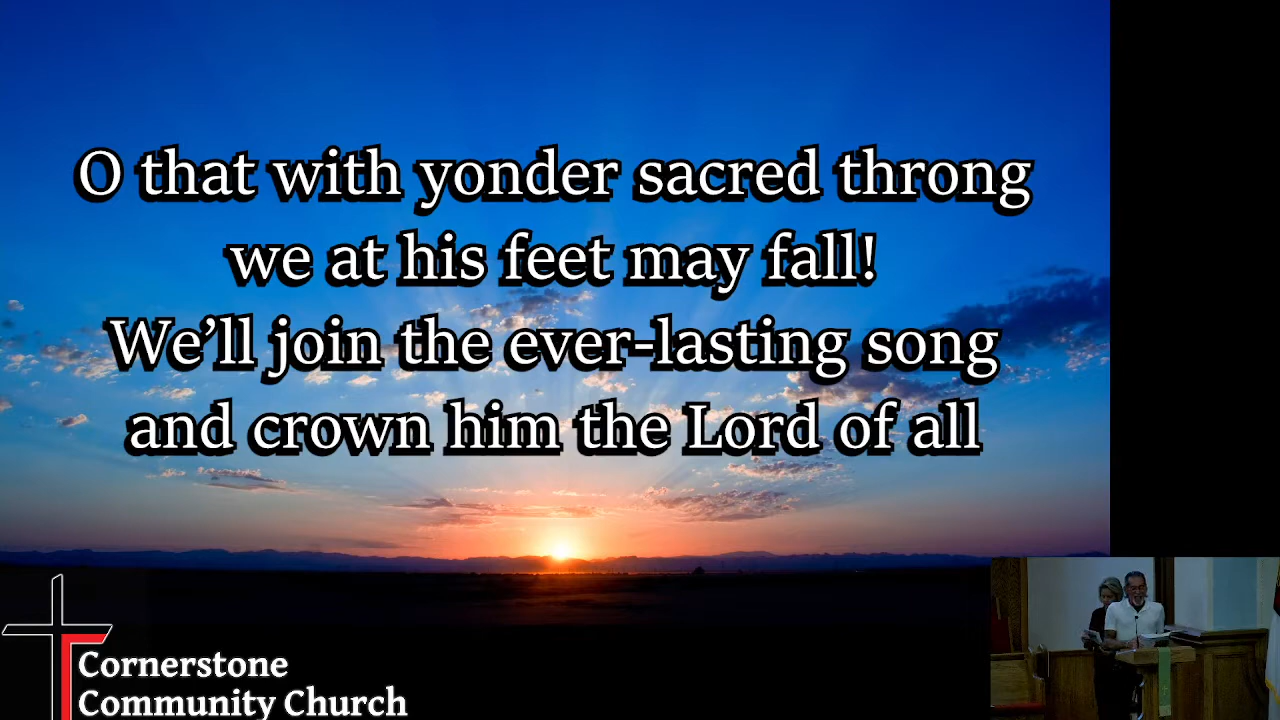 O that with yonder sacred throng
we at his feet may fall!
We’ll join the ever-lasting song
and crown him the Lord of all
Cornerstone
Community Church